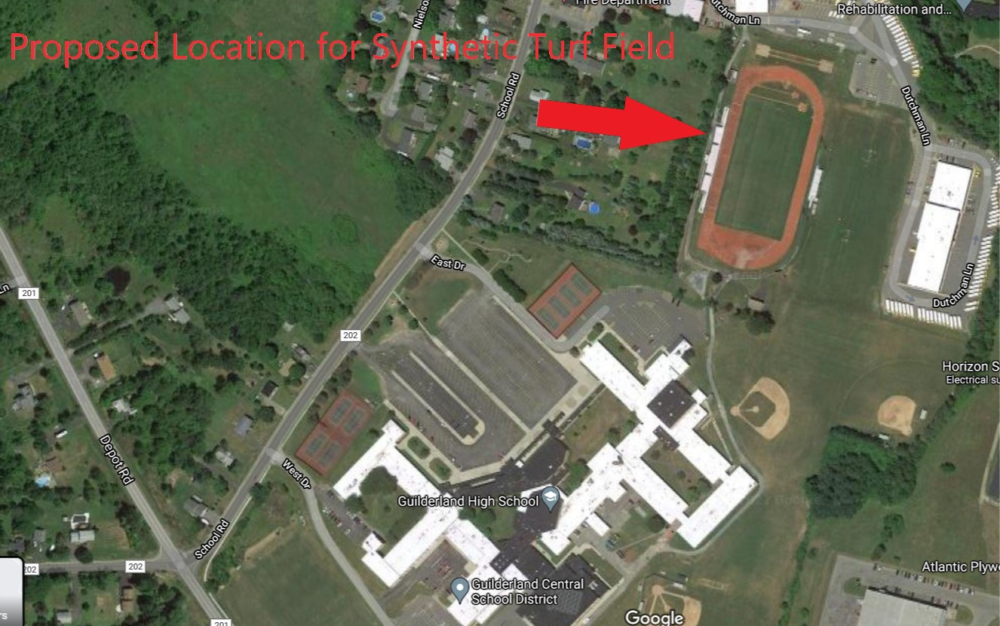 Fire Department
Rehabilitation and...
Dutchman Ln
Proposed Location for Synthetic Turf Field
School Rd
Dutchman Ln
East Dr
201
Dutchman Ln
202
Horizon S
Electrical su
Depot Rd
West Dr
Guilderland High School
School Rd
202
202
Atlantic Plyw
Guilderland Central
School District
Google
201